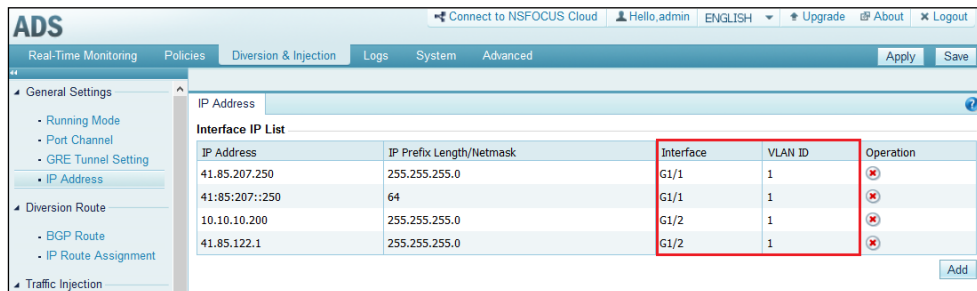 ADS
Connect to NSFOCUS Cloud Hello,admin ENGLISH Upgrade About Logout
Real-Time Monitoring Policies Diversion & Injection Logs System Advanced Apply Save
General Settings
Running Mode
Port Channel
GRE Tunnel Setting
IP Address
Diversion Route
BGP Route
IP Route Assignment
Traffic Injection
IP Address
Interface IP List
IP Address IP Prefix Length/Netmask Interface VLAN ID Operation
41.85.207.250 255.255.255.0 G1/1 1
41:85:207::250 64 G1/1 1
10.10.10.200 255.255.255.0 G1/2 1
41.85.122.1 255.255.255.0 G1/2 1
Add